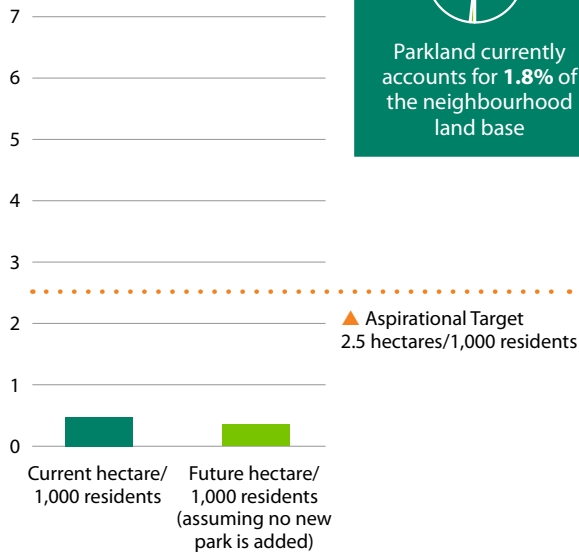 7
6
5
4
3
2
1
0
Parkland currently
accounts for 1.8% of
the neighbourhood
land base
▲ Aspirational Target
2.5 hectares/1,000 residents
Current hectare/
1,000 residents
Future hectare/
1,000 residents
(assuming no new
park is added)